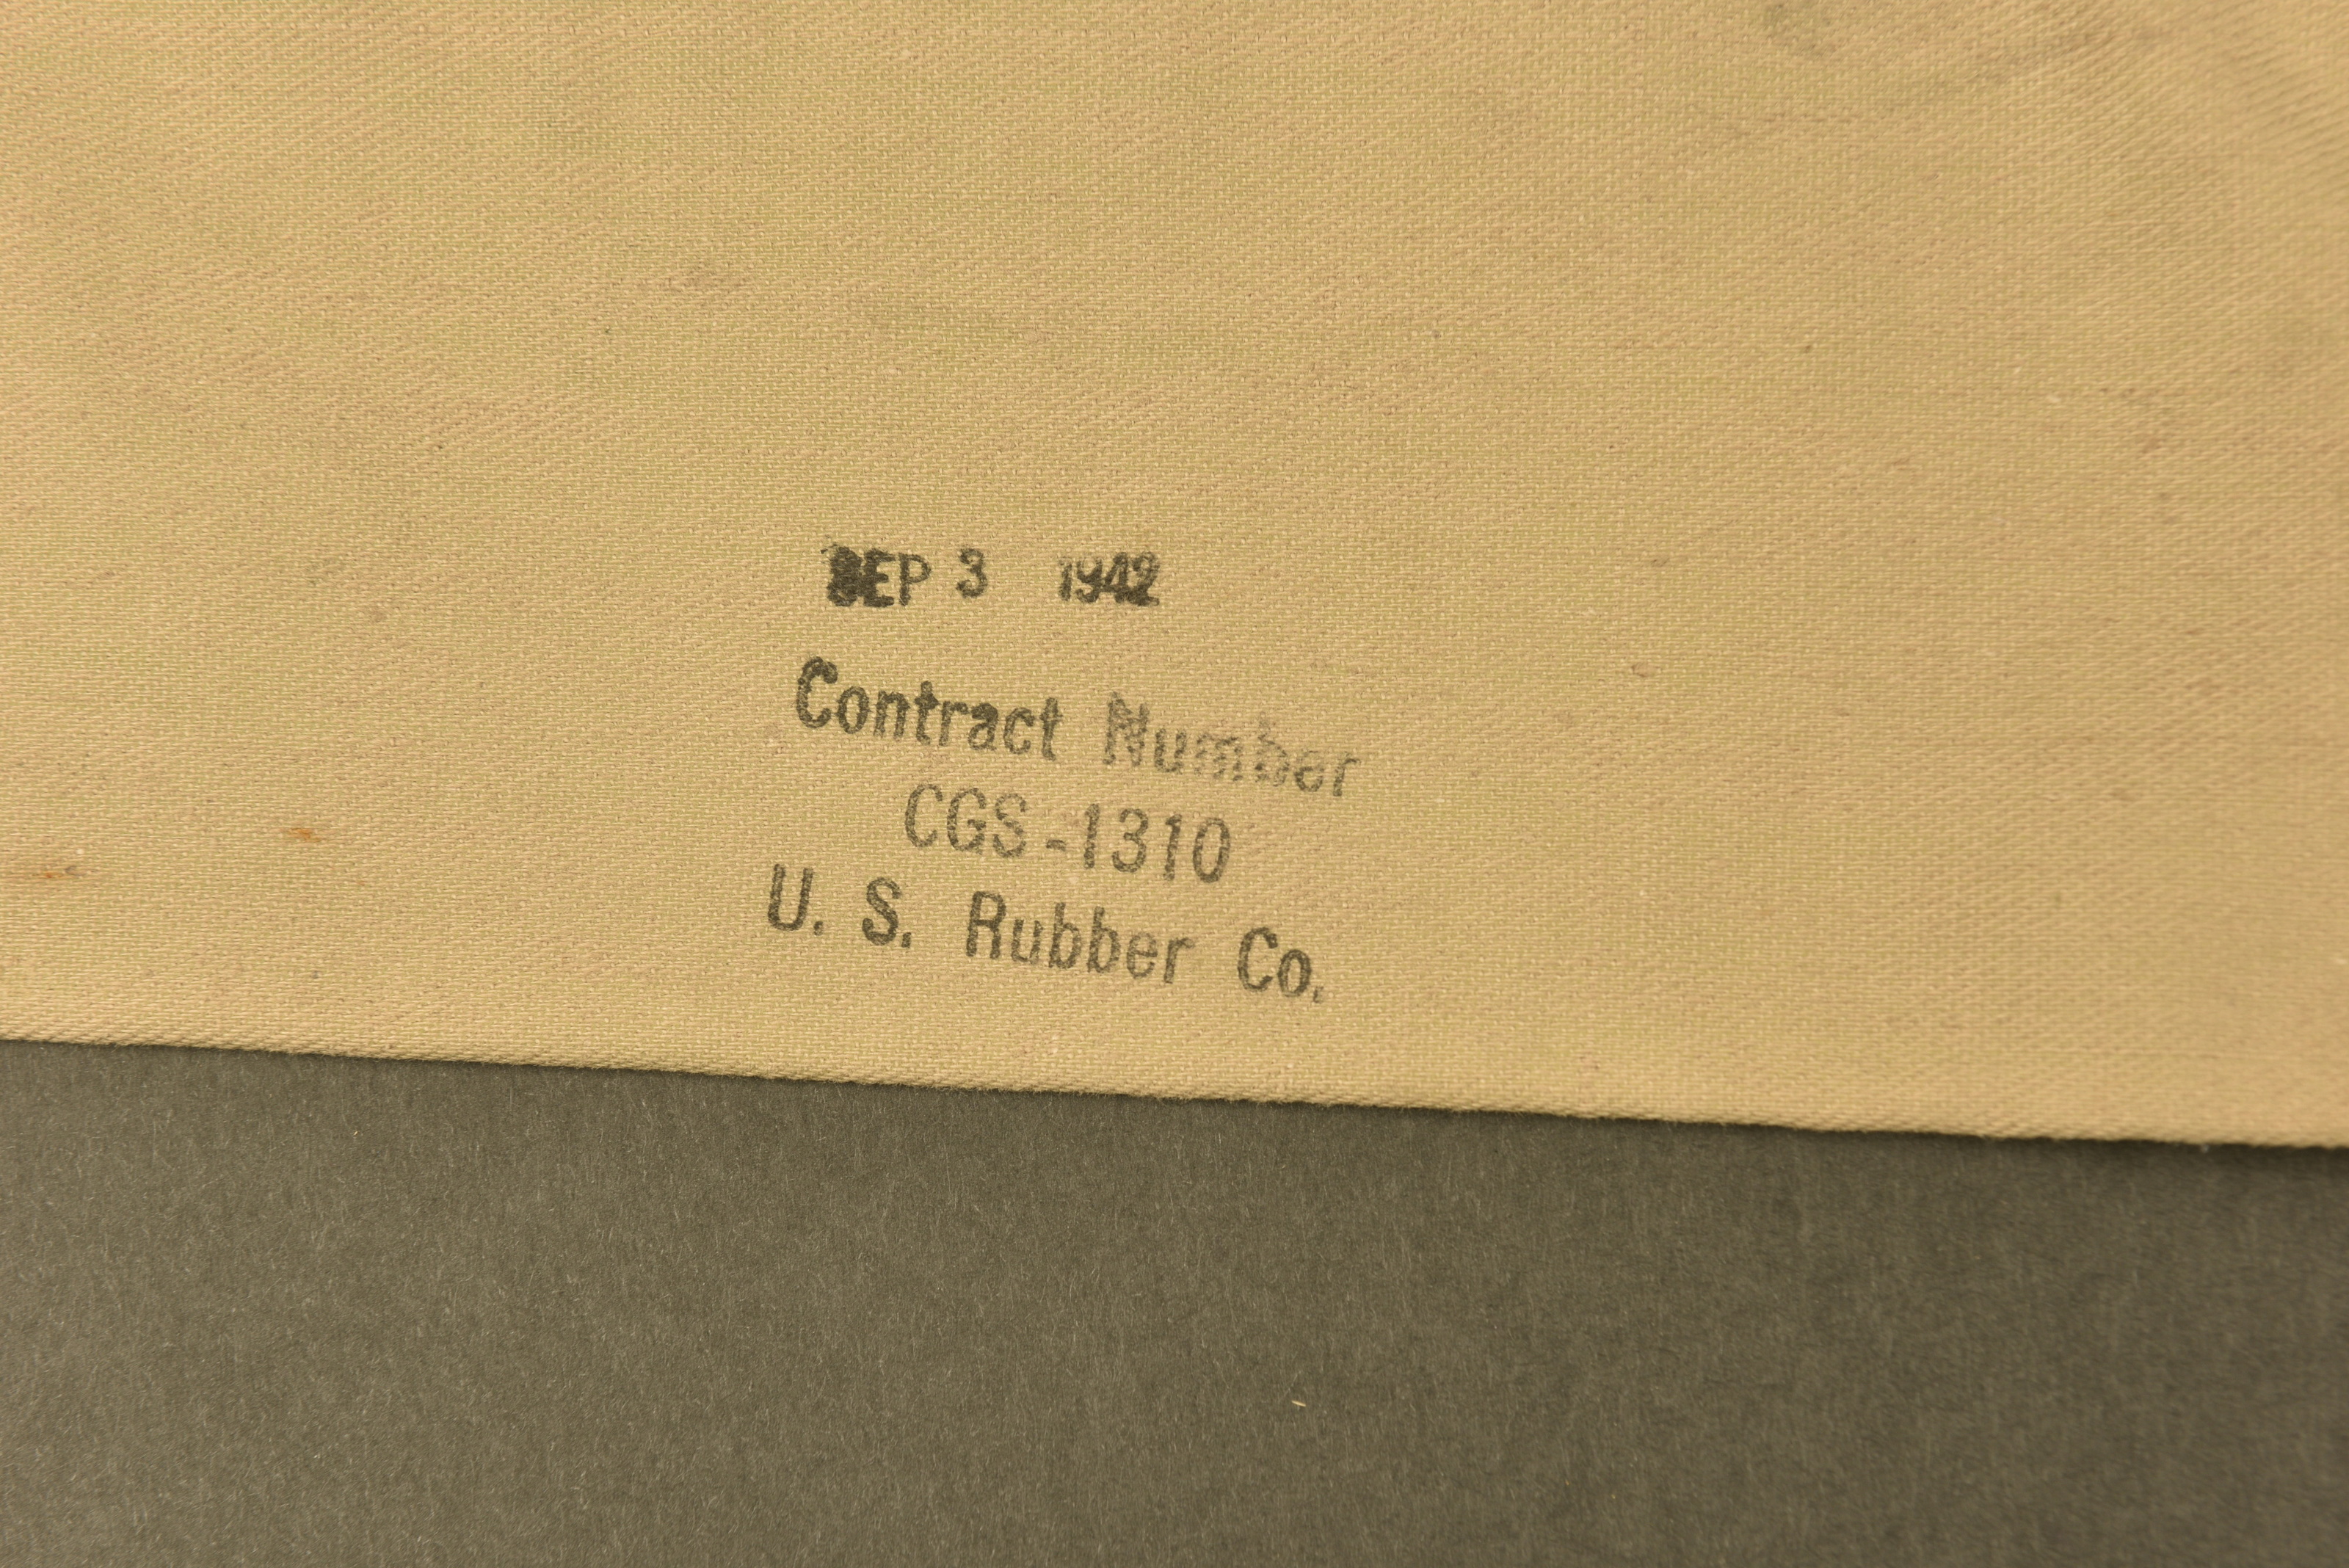 SEP 3 1942
Contract Number
CGS-1310
U. S. Rubber Co.